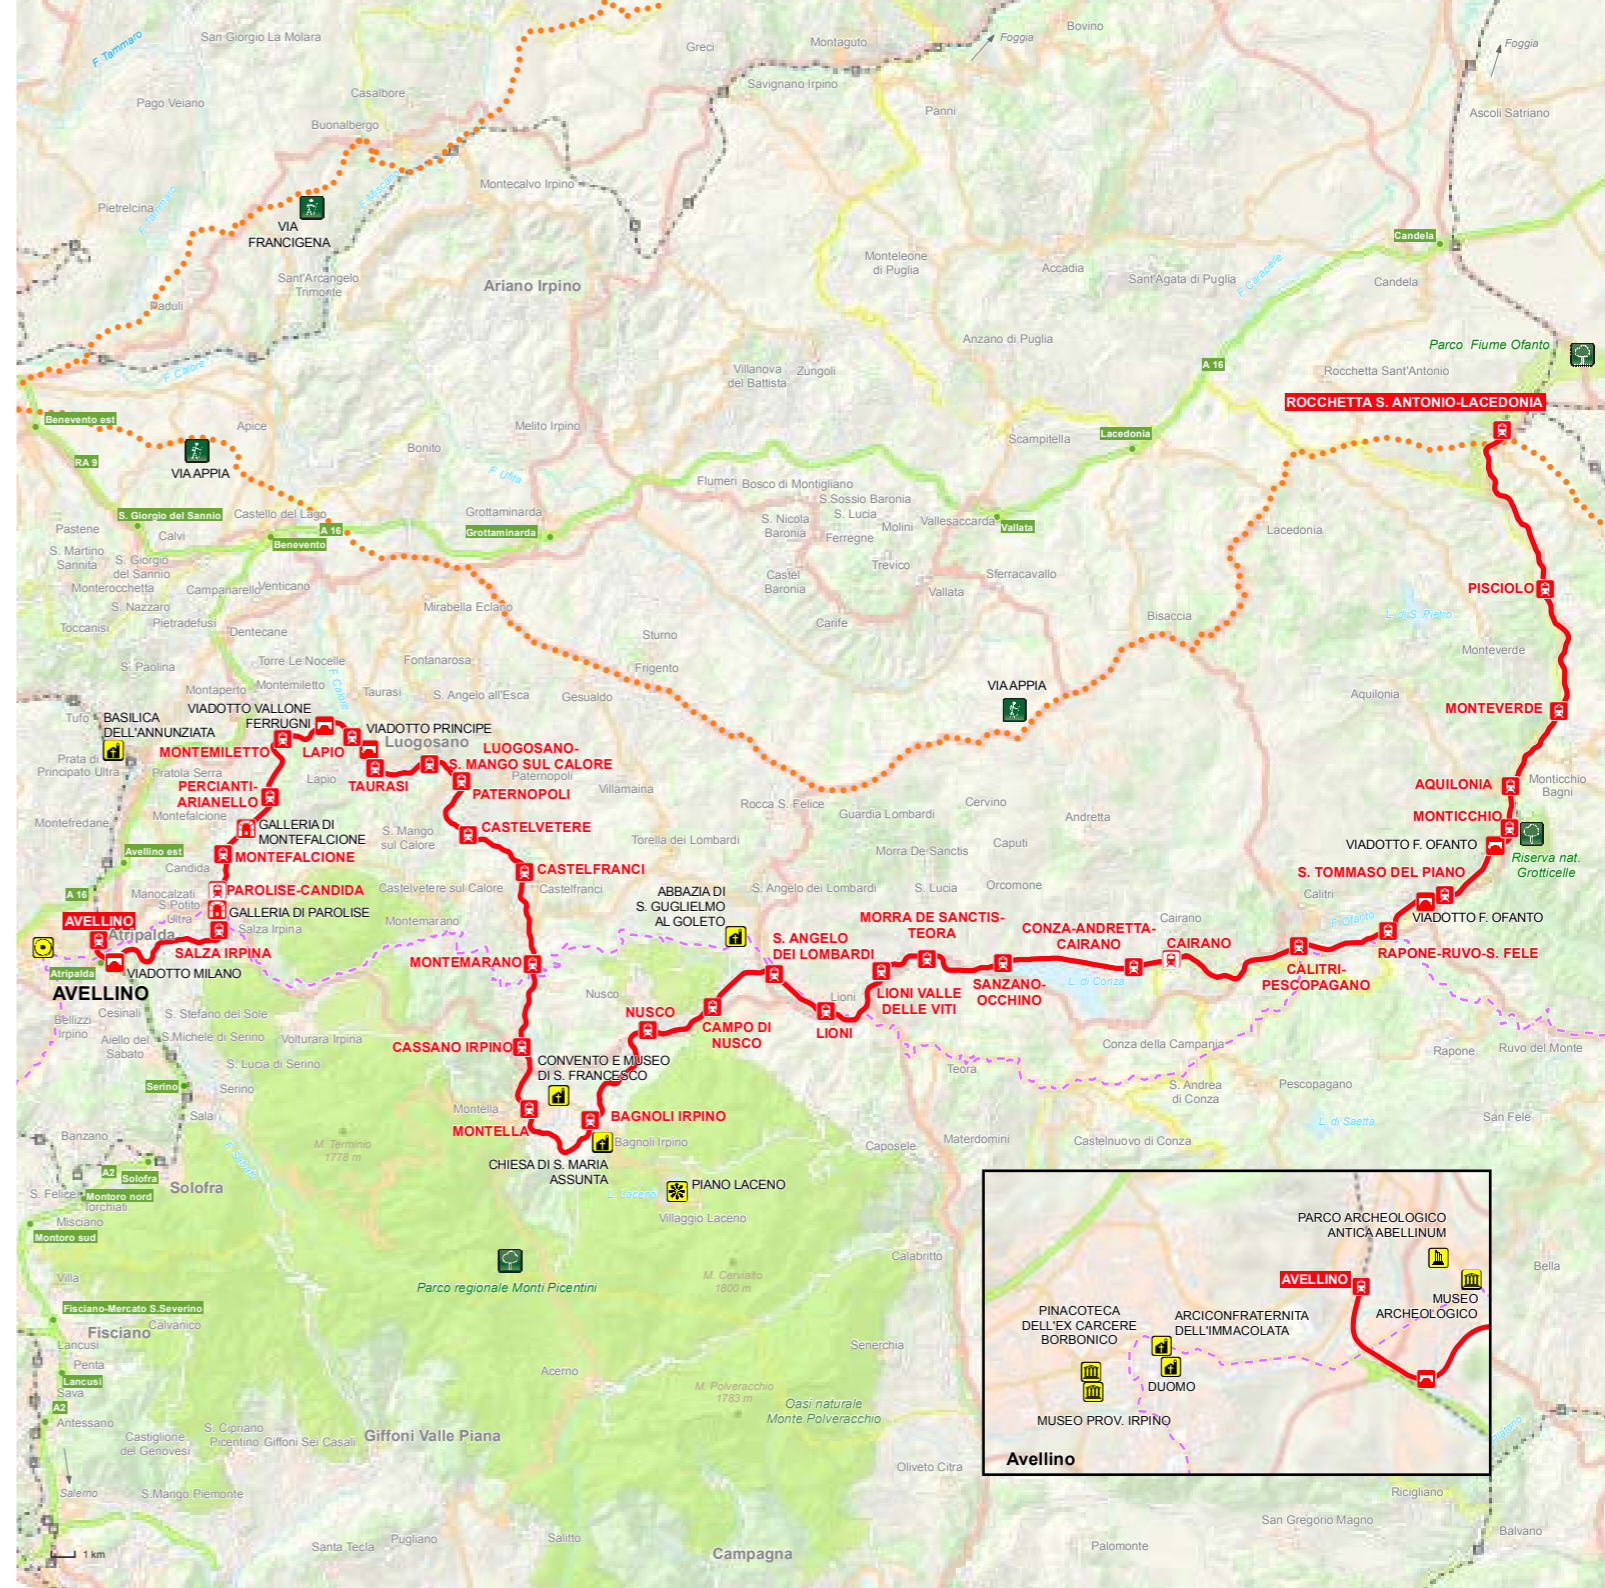 San Giorgio La Molara
F. Tammaro
Greci
Montaguto
Foggia
Bovino
Foggia
Pago Veiano
Casalbore
Savignano Irpino
Panni
Ascoli Satriano
Buonalbergo
Montecalvo Irpino
F. Miscano
Pietrelcina
F. Tammaro
VIA
FRANCIGENA
Candela
Monteleone
di Puglia
Accadia
Sant'Agata di Puglia
F. Carapelle
Candela
Sant'Arcangelo
Trimonte
Ariano Irpino
Paduli
Anzano di Puglia
Parco Fiume Ofanto
F. Calore
Villanova
del Battista
Zungoli
A 16
Rocchetta Sant'Antonio
ROCCHETTA S. ANTONIO-LACEDONIA
Benevento est
Apice
Melito Irpino
Bonito
Scampitella
Lacedonia
RA 9
VIA APPIA
F. Ufita
Flumeri
Bosco di Montigliano
S.Sossio Baronia
S. Lucia
S. Giorgio del Sannio
Castello del Lago
Grottaminarda
S. Nicola
Baronia
Molini
Vallesaccarda
Vallata
Pastene
Calvi
A 16
Benevento
Grottaminarda
Ferregne
Lacedonia
S. Martino
Sannita
S. Giorgio
del Sannio
Trevico
Castel
Baronia
Sferracavallo
Monterocchetta
Campanarello
Venticano
Vallata
PISCIOLO
S. Nazzaro
Mirabella Eclano
Bisaccia
L. di S. Pietro
Toccanisi
Pietradefusi
Dentecane
Sturno
Carife
Monteverde
S. Paolina
Torre Le Nocelle
Fontanarosa
Frigento
F. Calore
Montaperto
Montemiletto
Taurasi
S. Angelo all'Esca
Gesualdo
VIA APPIA
Aquilonia
MONTEVERDE
Tufo
BASILICA
DELL'ANNUNZIATA
VIADOTTO VALLONE
FERRUGNI
VIADOTTO PRINCIPE
Luogosano
MONTEMILETTO
LAPIO
LUOGOSANO-
S. MANGO SUL CALORE
Prata di
Principato Ultra
Pratola Serra
Lapio
TAURASI
Paternopoli
PATERNOPOLI
Villamaina
AQUILONIA
Monticchio
Bagni
PERCIANTI-
ARIANELLO
Montefalcione
Rocca S. Felice
Cervino
Guardia Lombardi
Andretta
MONTICCHIO
Montefredane
GALLERIA DI
MONTEFALCIONE
S. Mango
sul Calore
CASTELVETERE
Torella dei Lombardi
Caputi
VIADOTTO F. OFANTO
Riserva nat.
Grotticelle
Avellino est
MONTEFALCIONE
Morra De Sanctis
Candida
CASTELFRANCI
S. TOMMASO DEL PIANO
A 16
Manocalzati
PAROLISE-CANDIDA
Castelvetere sul Calore
Castelfranci
ABBAZIA DI
S. GUGLIELMO
AL GOLETO
S. Angelo dei Lombardi
S. Lucia
Orcomone
Calitri
S. Potito
Ultra
GALLERIA DI PAROLISE
AVELLINO
Montemarano
MORRA DE SANCTIS-
TEORA
CONZA-ANDRETTA-
CAIRANO
Cairano
F. Ofanto
VIADOTTO F. OFANTO
Atripalda
Salza Irpina
S. ANGELO
DEI LOMBARDI
CAIRANO
SALZA IRPINA
MONTEMARANO
RAPONE-RUVO-S. FELE
Atripalda
VIADOTTO MILANO
CALITRI-
PESCOPAGANO
AVELLINO
Nusco
Lioni
LIONI VALLE
DELLE VITI
SANZANO-
OCCHINO
L. di Conza
Cesinali
Bellizzi
Irpino
S. Stefano del Sole
NUSCO
CAMPO DI
NUSCO
LIONI
Aiello del
Sabato
S.Michele di Serino
Volturara Irpina
CASSANO IRPINO
Conza della Campania
Rapone
Ruvo del Monte
S. Lucia di Serino
CONVENTO E MUSEO
DI S. FRANCESCO
Teora
Serino
Serino
S. Andrea
di Conza
Pescopagano
Sala
Montella
BAGNOLI IRPINO
San Fele
Banzano
MONTELLA
Bagnoli Irpino
Caposele
Materdomini
Castelnuovo di Conza
L. di Saetta
M. Terminio
1778 m
F. Sabato
A2
Solofra
CHIESA DI S. MARIA
ASSUNTA
PIANO LACENO
Solofra
S. Felice
Montoro nord
Torchiati
L. Laceno
Villaggio Laceno
Misciano
Montoro sud
PARCO ARCHEOLOGICO
ANTICA ABELLINUM
Calabritto
Bella
Villa
Parco regionale Monti Picentini
M. Cervialto
1800 m
AVELLINO
MUSEO
ARCHEOLOGICO
Fisciano-Mercato S.Severino
Calvanico
Fisciano
PINACOTECA
DELL'EX CARCERE
BORBONICO
ARCICONFRATERNITA
DELL'IMMACOLATA
Lancusi
Senerchia
Penta
Acerno
Lancusi
Sava
M. Polveracchio
1783 m
DUOMO
A2
Oasi naturale
Monte Polveracchio
Antessano
MUSEO PROV. IRPINO
Castiglione
dei Genovesi
S. Cipriano
Picentino
Giffoni Sei Casali
Giffoni Valle Piana
Platano
Avellino
Oliveto Citra
Salerno
S.Mango Piemonte
Ricigliano
San Gregorio Magno
Balvano
1 km
Santa Tecla
Pugliano
Salitto
Campagna
Palomonte